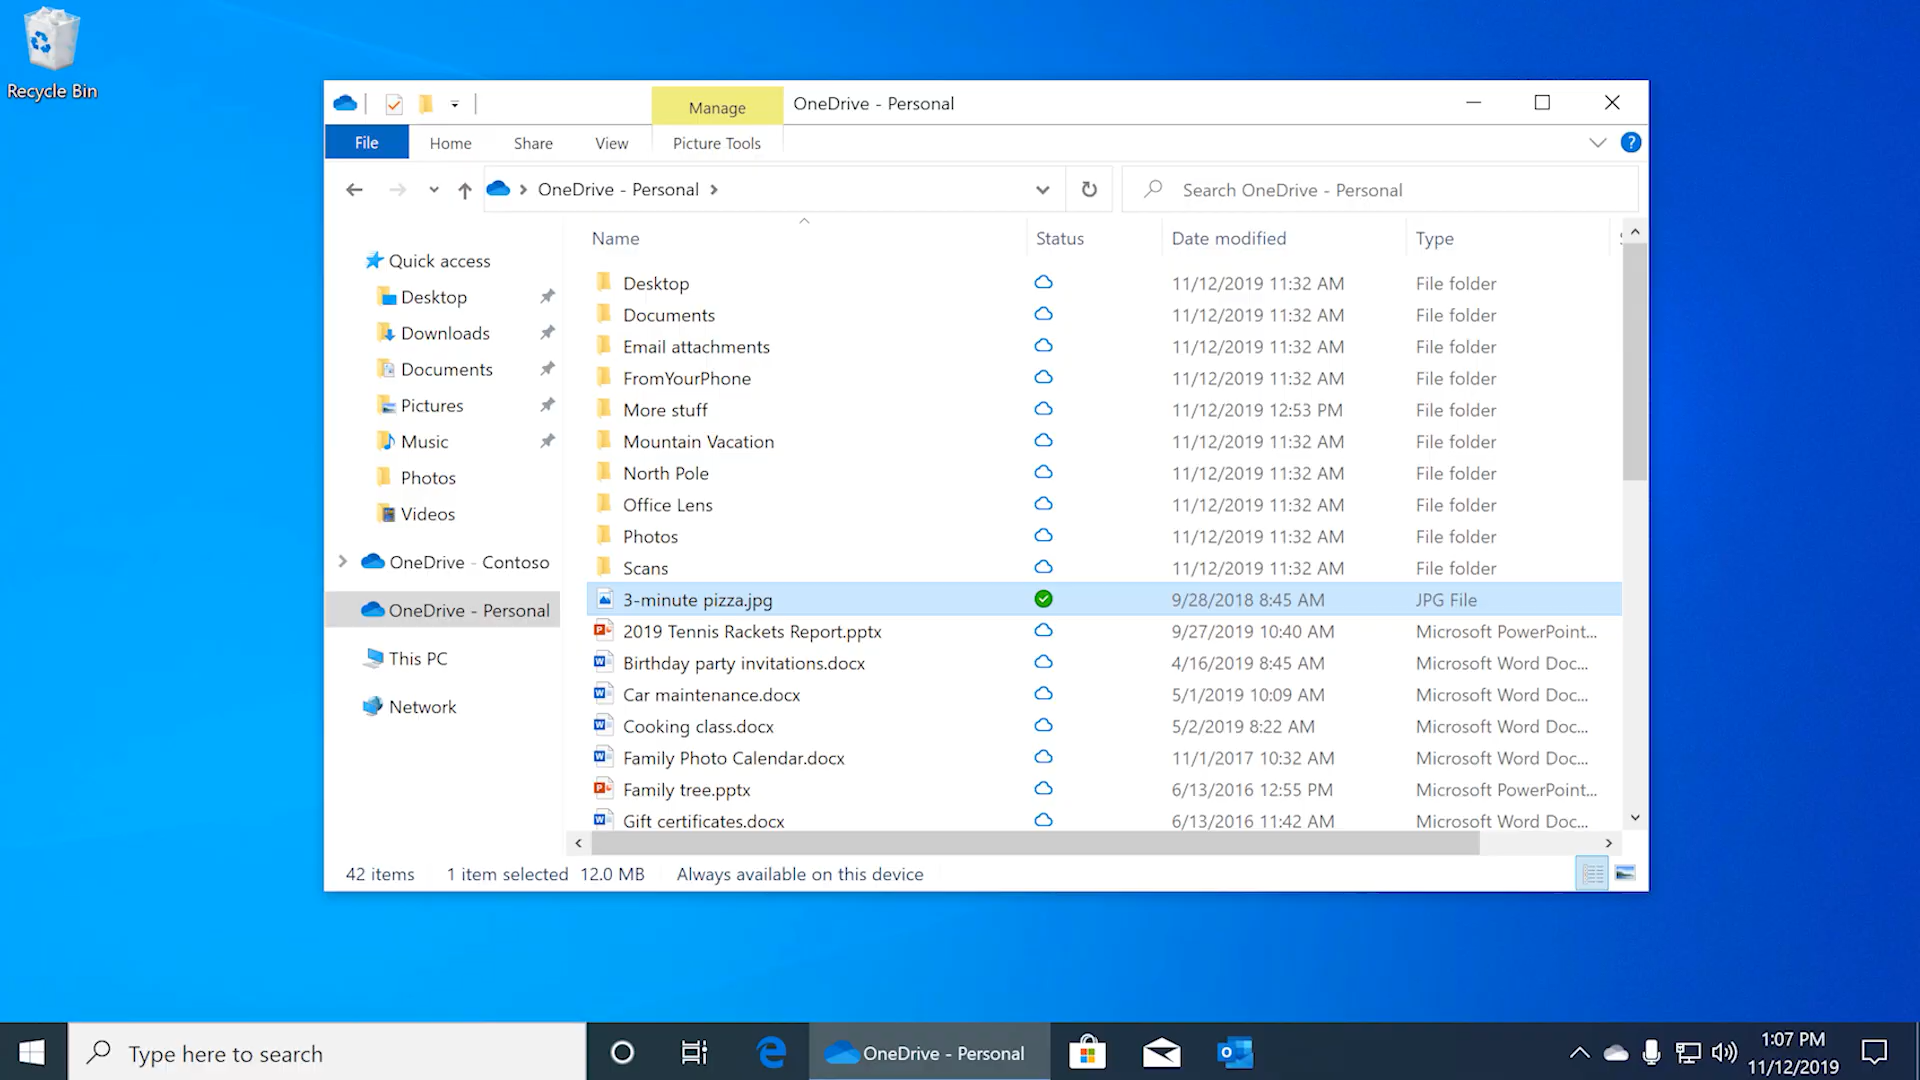 Recycle Bin
Manage
OneDrive - Personal
File
Home
Share
View
Picture Tools
OneDrive - Personal
Search OneDrive - Personal
Name
Status
Date modified
Type
Quick access
Desktop
Downloads
Documents
Pictures
Music
Photos
Videos
OneDrive - Contoso
OneDrive - Personal
This PC
Network
Desktop 11/12/2019 11:32 AM File folder
Documents 11/12/2019 11:32 AM File folder
Email attachments 11/12/2019 11:32 AM File folder
FromYourPhone 11/12/2019 11:32 AM File folder
More stuff 11/12/2019 12:53 PM File folder
Mountain Vacation 11/12/2019 11:32 AM File folder
North Pole 11/12/2019 11:32 AM File folder
Office Lens 11/12/2019 11:32 AM File folder
Photos 11/12/2019 11:32 AM File folder
Scans 11/12/2019 11:32 AM File folder
3-minute pizza.jpg 9/28/2018 8:45 AM JPG File
2019 Tennis Rackets Report.pptx 9/27/2019 10:40 AM Microsoft PowerPoint...
Birthday party invitations.docx 4/16/2019 8:45 AM Microsoft Word Doc...
Car maintenance.docx 5/1/2019 10:09 AM Microsoft Word Doc...
Cooking class.docx 5/2/2019 8:22 AM Microsoft Word Doc...
Family Photo Calendar.docx 11/1/2017 10:32 AM Microsoft Word Doc...
Family tree.pptx 6/13/2016 12:55 PM Microsoft PowerPoint...
Gift certificates.docx 6/13/2016 11:42 AM Microsoft Word Doc...
42 items 1 item selected 12.0 MB Always available on this device
Type here to search
OneDrive - Personal
1:07 PM
11/12/2019